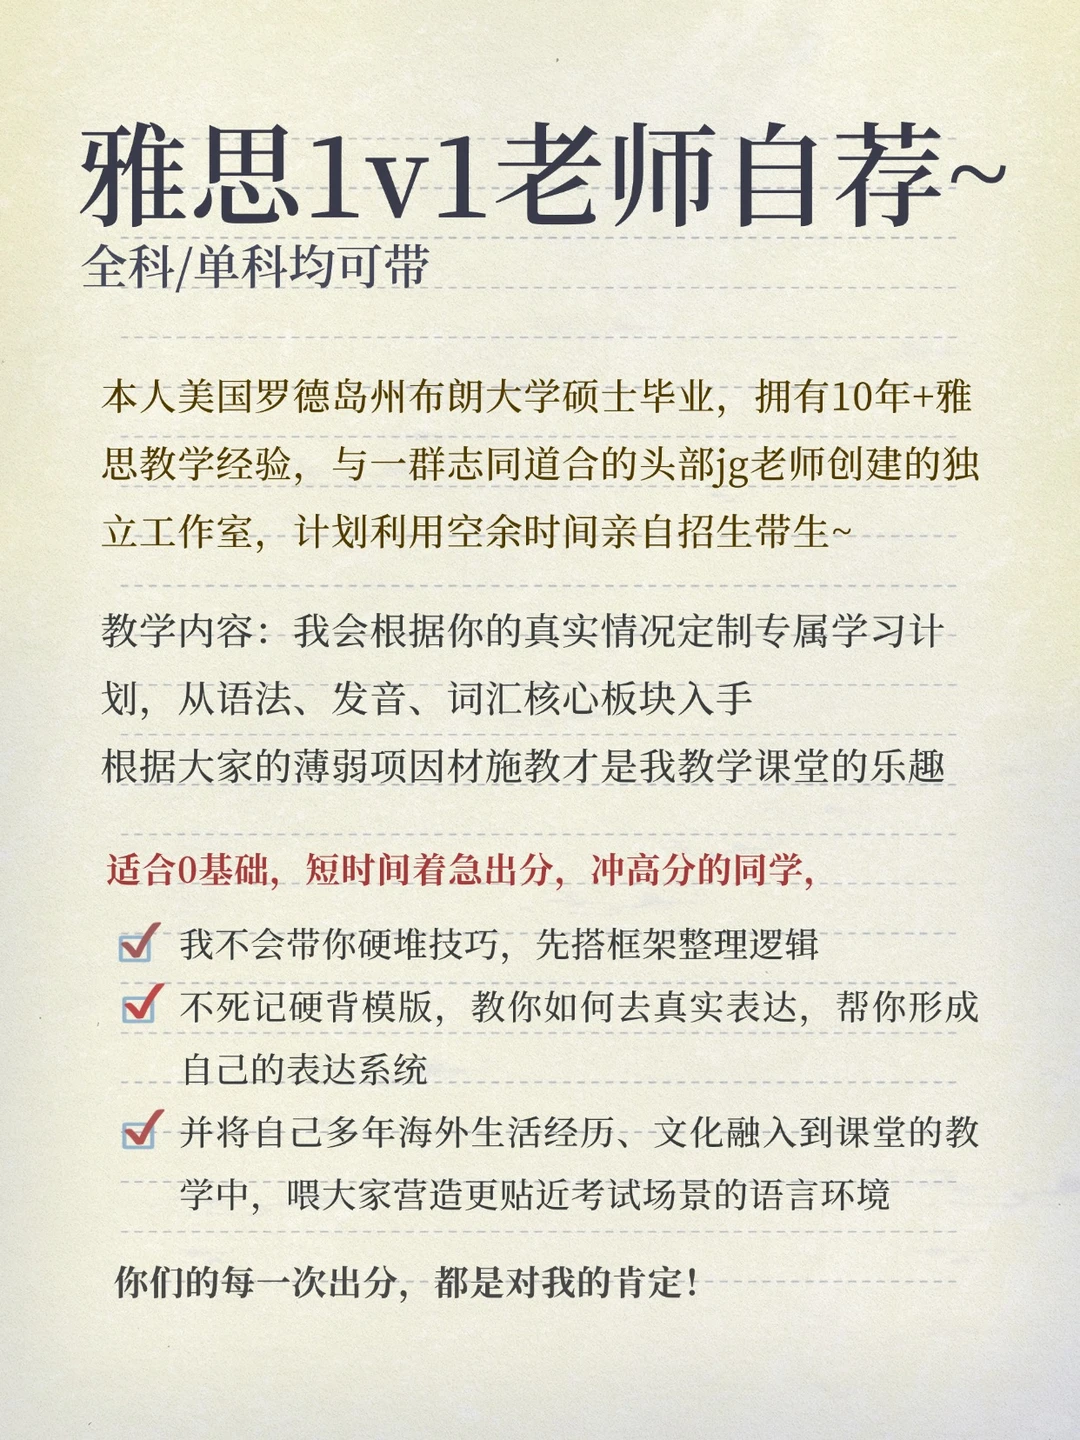 雅思1v1老师自荐~
全科/单科均可带
本人美国罗德岛州布朗大学硕士毕业，拥有10年+雅
思教学经验，与一群志同道合的头部jg老师创建的独
立工作室，计划利用空余时间亲自招生带生~
教学内容：我会根据你的真实情况定制专属学习计
划，从语法、发音、词汇核心板块入手
根据大家的薄弱项因材施教才是我教学课堂的乐趣
适合0基础，短时间着急出分，冲高分的同学，
我不会带你硬堆技巧，先搭框架整理逻辑
不死记硬背模版，教你如何去真实表达，帮你形成
自己的表达系统
并将自己多年海外生活经历、文化融入到课堂的教
学中，喂大家营造更贴近考试场景的语言环境
你们的每一次出分，都是对我的肯定！